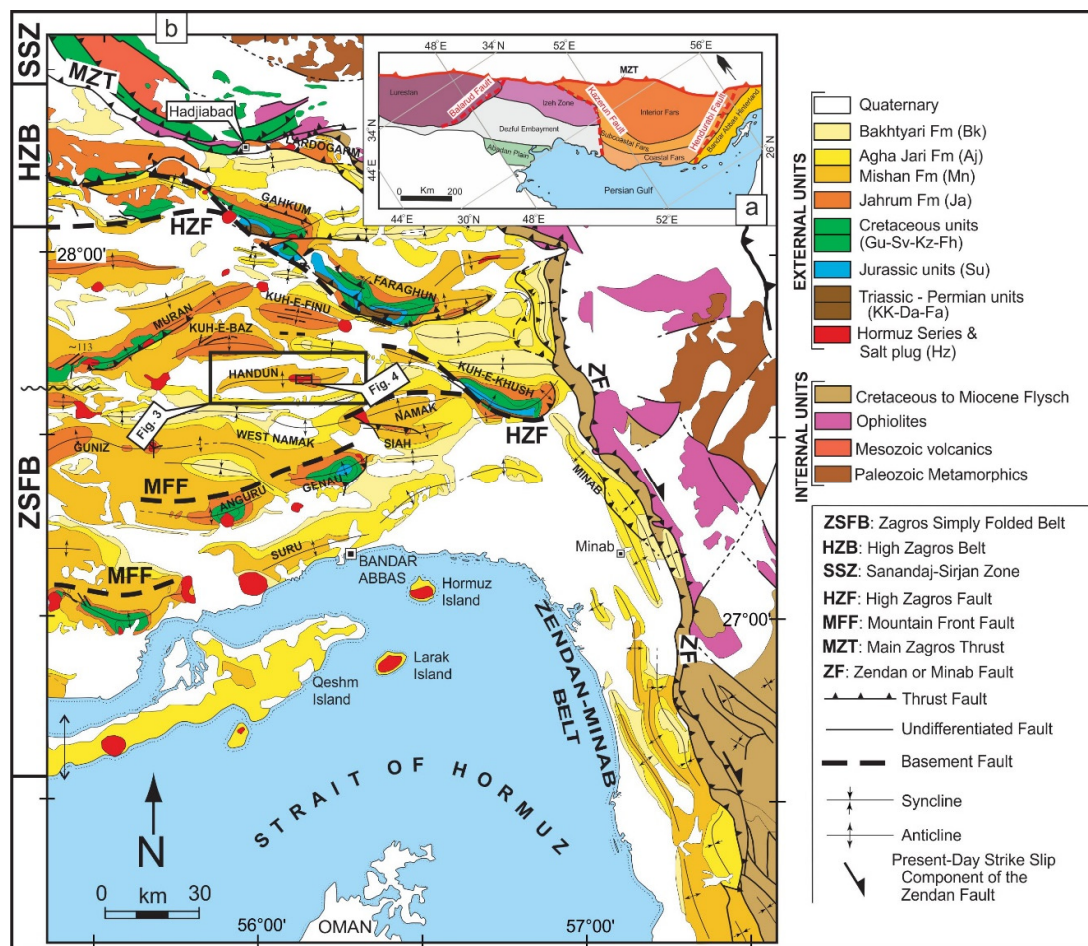 b
SSZ
HZB
ZSFB
MZT
Hadjiabad
KARDOGARM
GAHKUM
HZF
28°00'
FARAGHUN
KUH-E-FINU
MURAN
KUH-E-BAZ
~113
HANDUN
Fig. 4
Fig. 3
KUH-E-KHUSH
NAMAK
HZF
WEST NAMAK
SIAH
GUNIZ
MFF
ANGURU
GENAU
SURU
MFF
BANDAR
ABBAS
Minab
MINAB
ZF
ZF
27°00'
Hormuz
Island
Larak
Island
Qeshm
Island
ZENDAN-MINAB
BELT
STRAIT OF HORMUZ
N
0 km 30
56°00'
OMAN
57°00'
48°E
34°N
52°E
56°E
MZT
Lurestan
Balarud Fault
Izeh Zone
Kazerun Fault
Interior Fars
Hendurabi Fault
Bandar Abbas Hinterland
Dezful Embayment
Subcoastal Fars
Coastal Fars
Abadan Plain
34°N
44°E
26°N
Persian Gulf
0 Km 200
a
44°E
30°N
48°E
52°E
EXTERNAL UNITS
Quaternary
Bakhtyari Fm (Bk)
Agha Jari Fm (Aj)
Mishan Fm (Mn)
Jahrum Fm (Ja)
Cretaceous units
(Gu-Sv-Kz-Fh)
Jurassic units (Su)
Triassic - Permian units
(KK-Da-Fa)
Hormuz Series &
Salt plug (Hz)
INTERNAL UNITS
Cretaceous to Miocene Flysch
Ophiolites
Mesozoic volcanics
Paleozoic Metamorphics
ZSFB: Zagros Simply Folded Belt
HZB: High Zagros Belt
SSZ: Sanandaj-Sirjan Zone
HZF: High Zagros Fault
MFF: Mountain Front Fault
MZT: Main Zagros Thrust
ZF: Zendan or Minab Fault
Thrust Fault
Undifferentiated Fault
Basement Fault
Syncline
Anticline
Present-Day Strike Slip
Component of the
Zendan Fault